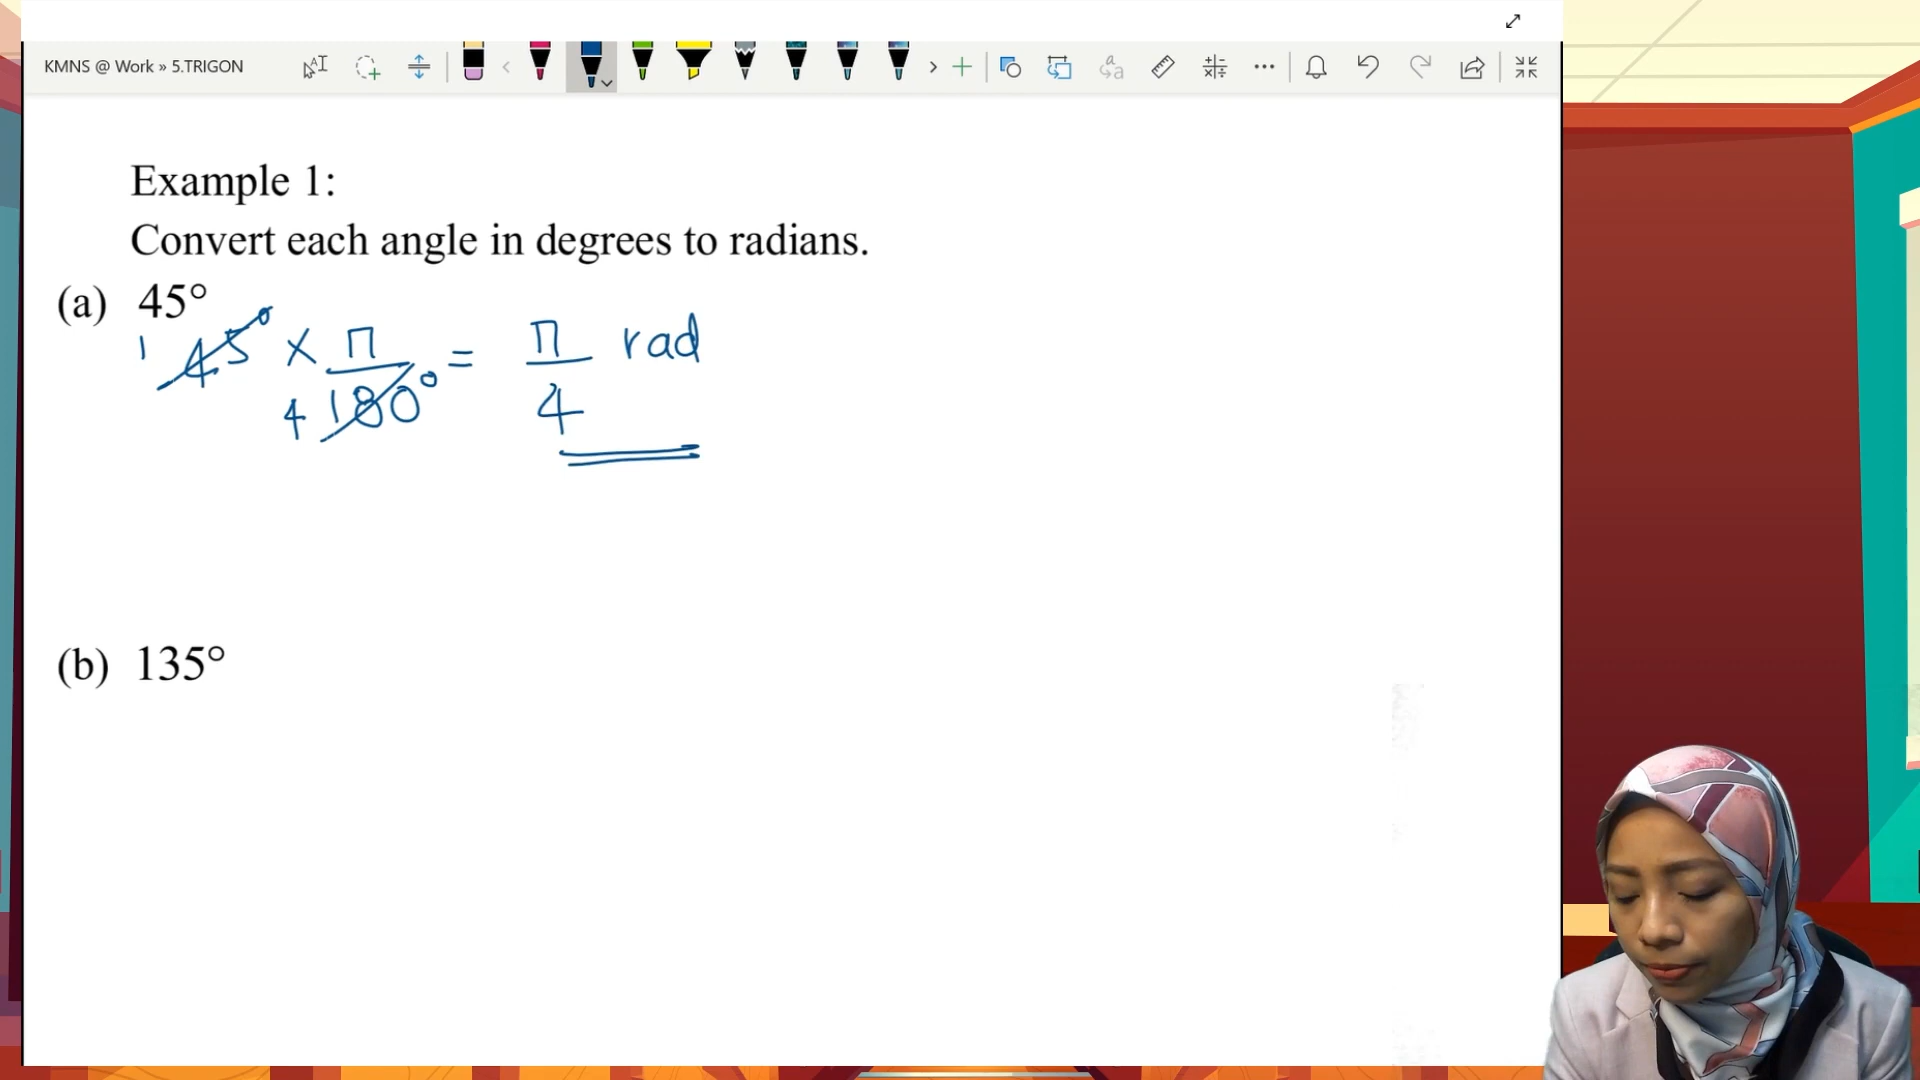 KMNS @ Work » 5.TRIGON
Example 1:
Convert each angle in degrees to radians.
(a) 45°
45° × π/180° = π/4 rad
1
4
(b) 135°